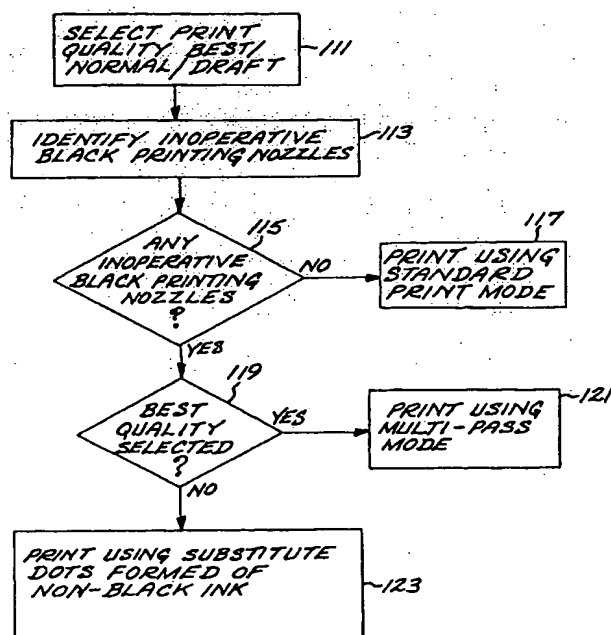 SELECT PRINT
QUALITY BEST/
NORMAL/DRAFT
111
IDENTIFY INOPERATIVE
BLACK PRINTING NOZZLES
113
115
ANY
INOPERATIVE
BLACK PRINTING
NOZZLES
?
NO
117
PRINT USING
STANDARD
PRINT MODE
YES
119
BEST
QUALITY
SELECTED
?
YES
121
PRINT USING
MULTI-PASS
MODE
NO
PRINT USING SUBSTITUTE
DOTS FORMED OF
NON-BLACK INK
123